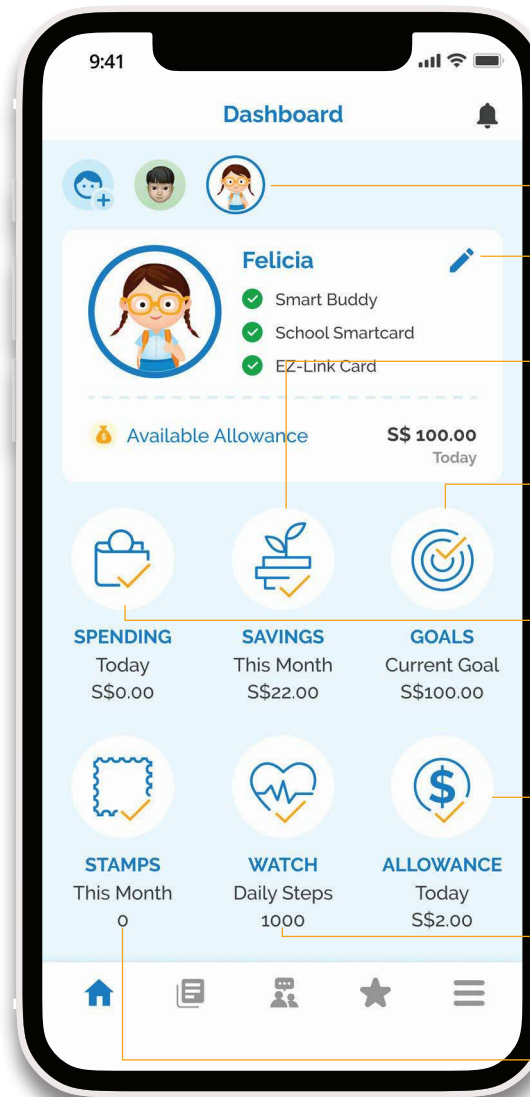 9:41
Dashboard
Felicia
Smart Buddy
School Smartcard
EZ-Link Card
Available Allowance S$ 100.00
Today
SPENDING SAVINGS GOALS
Today This Month Current Goal
S$0.00 S$22.00 S$100.00
STAMPS WATCH ALLOWANCE
This Month Daily Steps Today
0 1000 S$2.00